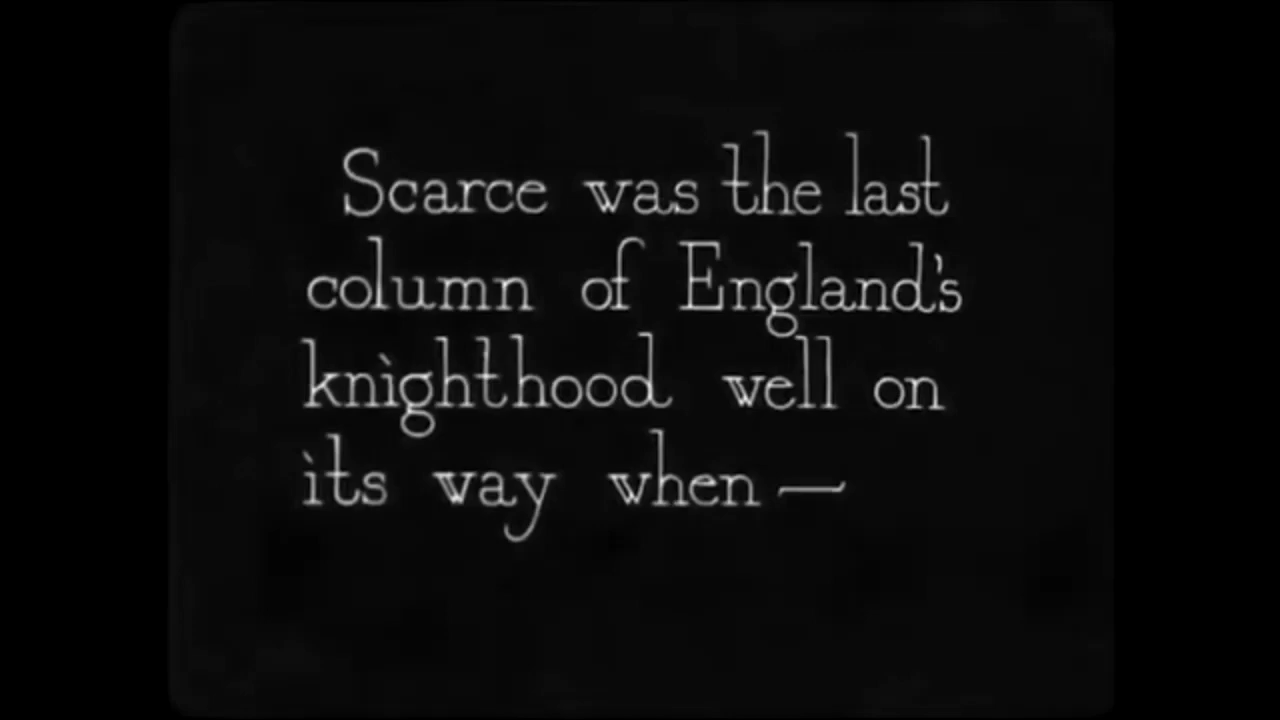 Scarce was the last
column of England's
knighthood well on
its way when —